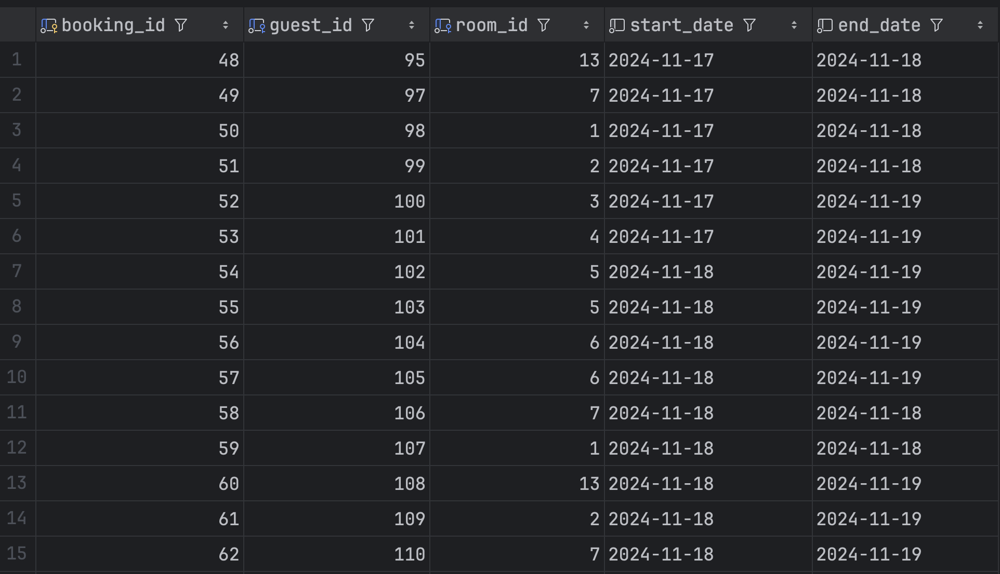 booking_id guest_id room_id start_date end_date
1 48 95 13 2024-11-17 2024-11-18
2 49 97 7 2024-11-17 2024-11-18
3 50 98 1 2024-11-17 2024-11-18
4 51 99 2 2024-11-17 2024-11-18
5 52 100 3 2024-11-17 2024-11-19
6 53 101 4 2024-11-17 2024-11-19
7 54 102 5 2024-11-18 2024-11-19
8 55 103 5 2024-11-18 2024-11-19
9 56 104 6 2024-11-18 2024-11-19
10 57 105 6 2024-11-18 2024-11-19
11 58 106 7 2024-11-18 2024-11-18
12 59 107 1 2024-11-18 2024-11-18
13 60 108 13 2024-11-18 2024-11-19
14 61 109 2 2024-11-18 2024-11-19
15 62 110 7 2024-11-18 2024-11-19